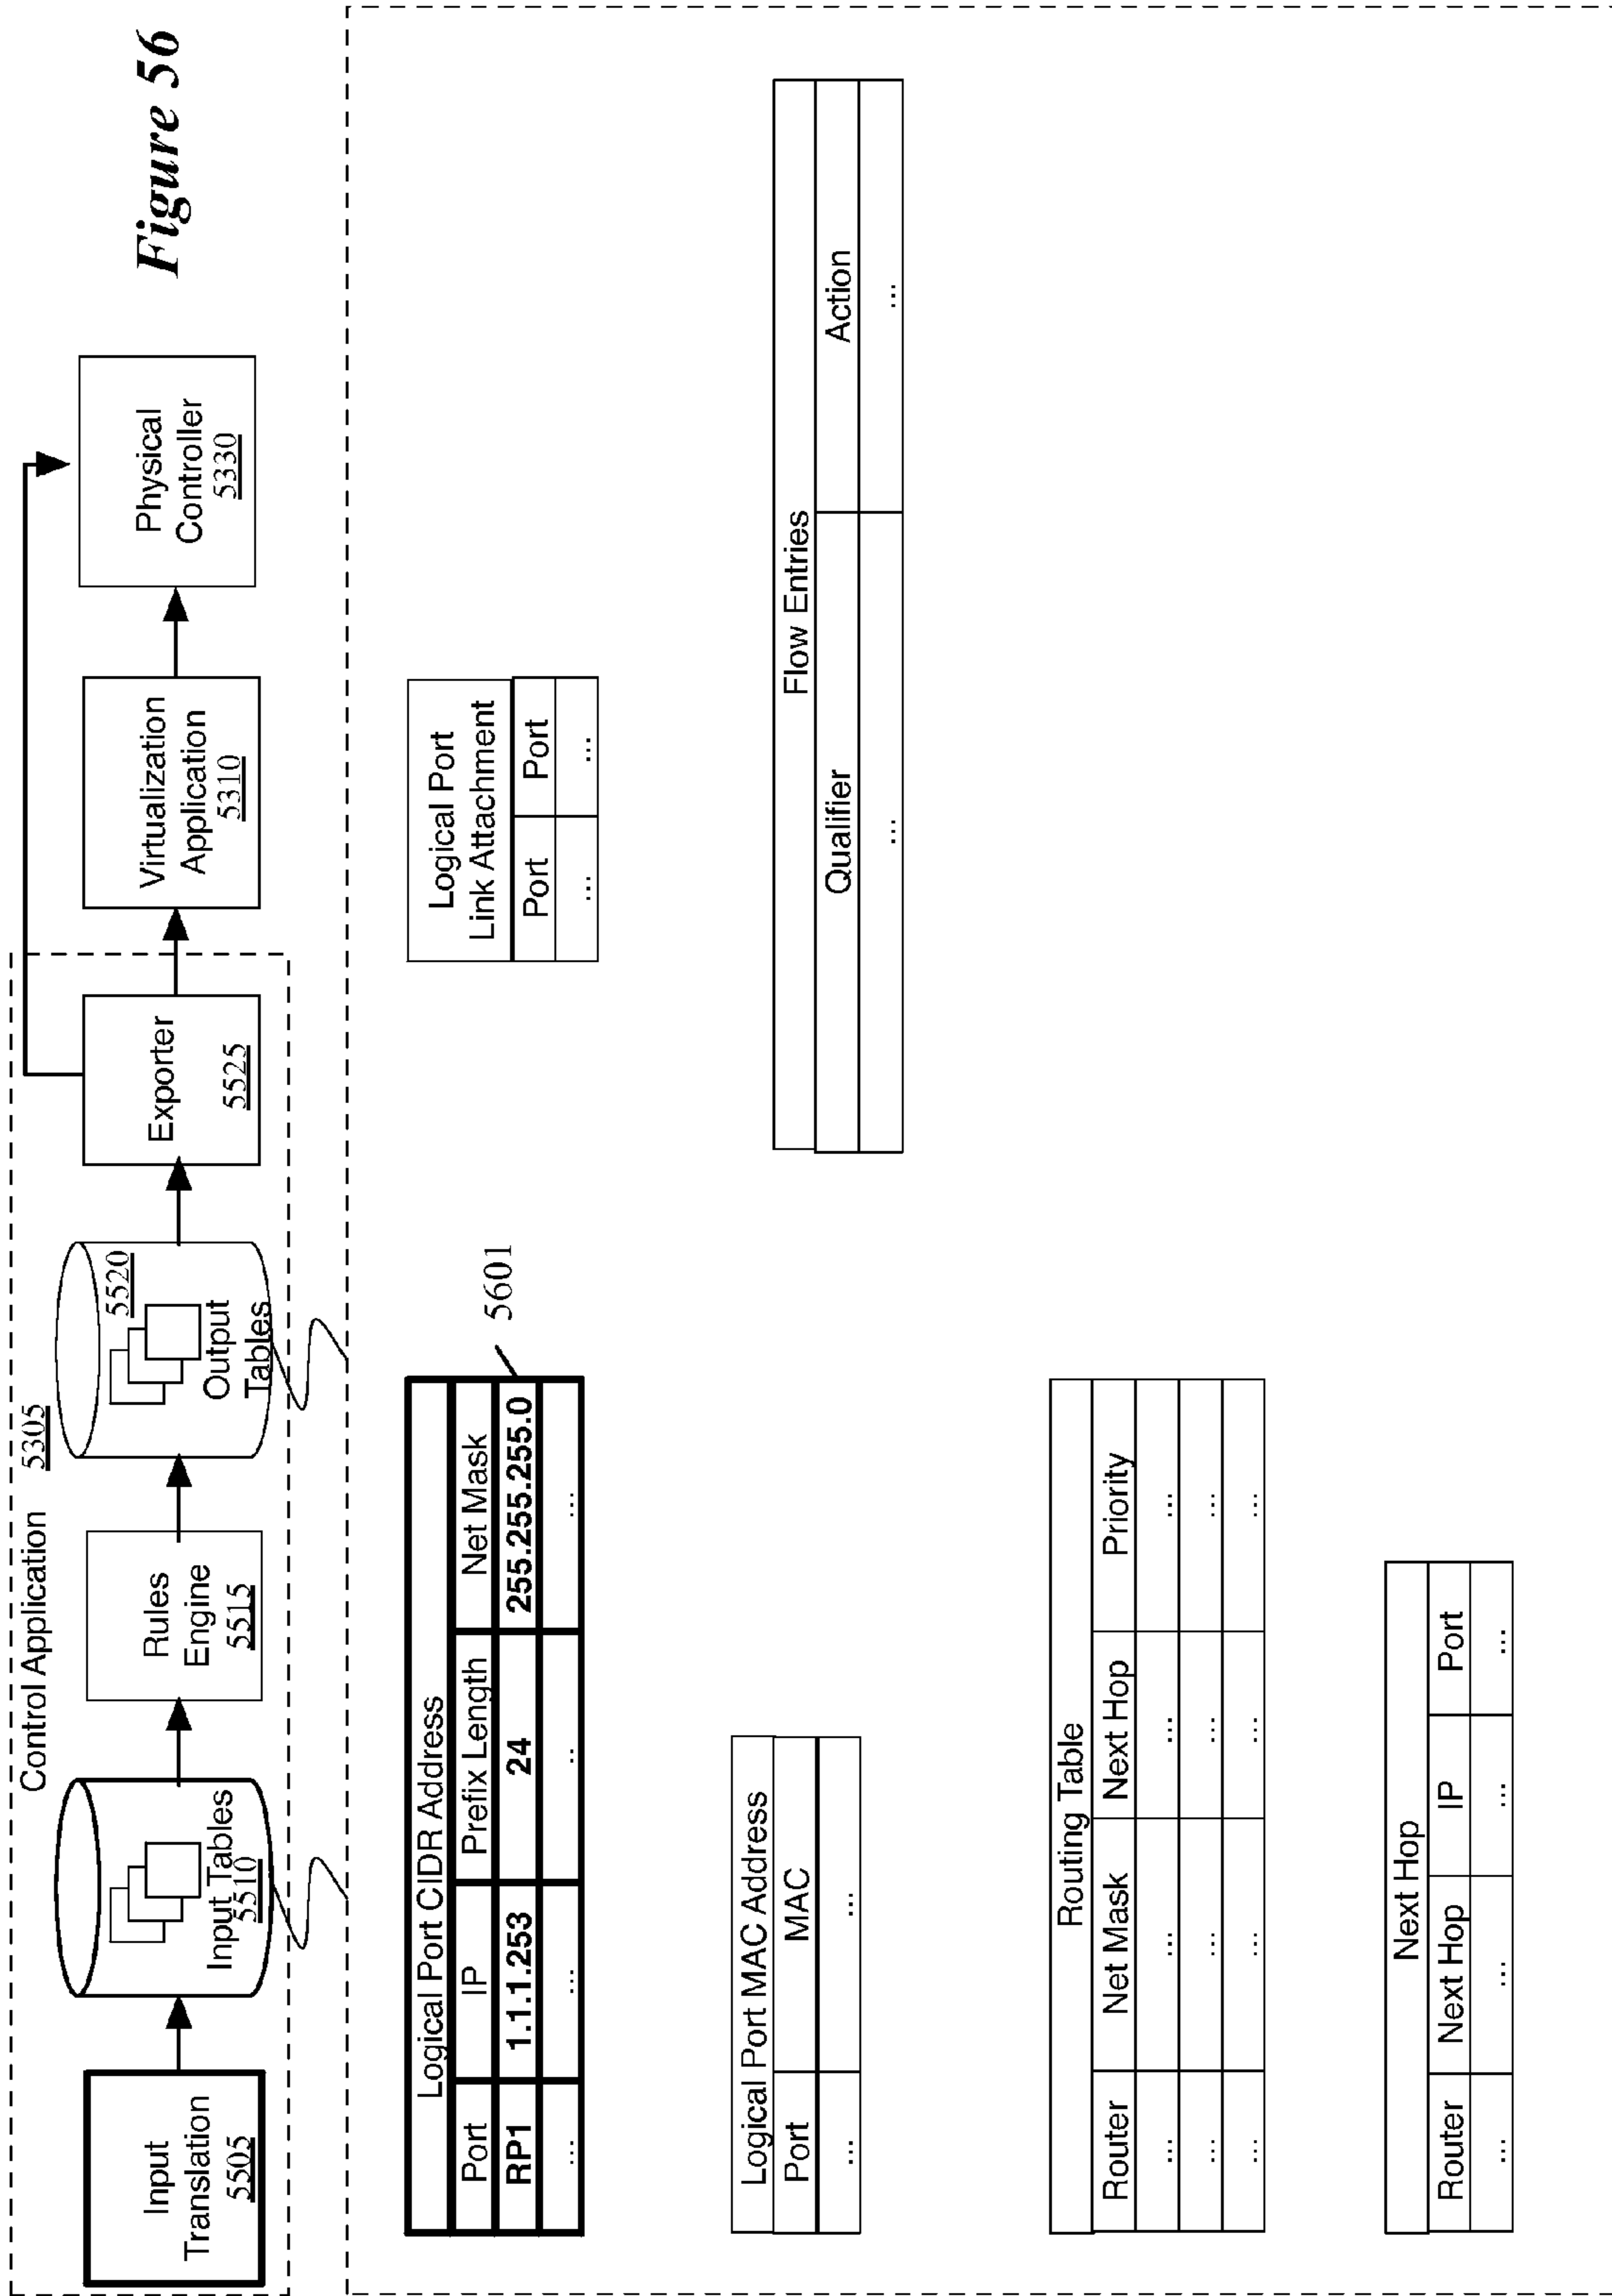 Figure 56
Control Application
5305
Input
Translation
5505
Input Tables
5510
Rules
Engine
5515
5520
Output
Tables
Exporter
5525
Virtualization
Application
5310
Physical
Controller
5330
Logical Port CIDR Address
Port IP Prefix Length Net Mask
RP1 1.1.1.253 24 255.255.255.0
... ... .. ...
5601
Logical Port
Link Attachment
Port Port
... ...
Logical Port MAC Address
Port MAC
... ...
Flow Entries
Qualifier Action
... ...
Routing Table
Router Net Mask Next Hop Priority
... ... ... ...
... ... ... ...
... ... ... ...
Next Hop
Router Next Hop IP Port
... ... ... ...